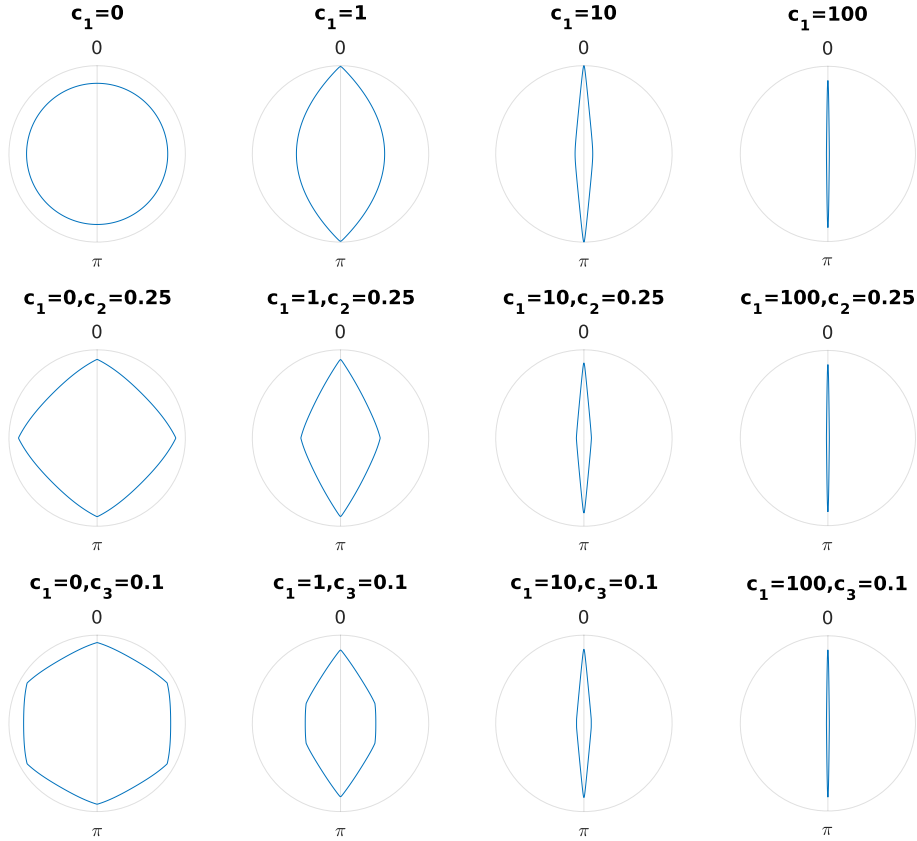 c₁=0 c₁=1 c₁=10 c₁=100
0 0 0 0
π π π π
c₁=0,c₂=0.25 c₁=1,c₂=0.25 c₁=10,c₂=0.25 c₁=100,c₂=0.25
0 0 0 0
π π π π
c₁=0,c₃=0.1 c₁=1,c₃=0.1 c₁=10,c₃=0.1 c₁=100,c₃=0.1
0 0 0 0
π π π π